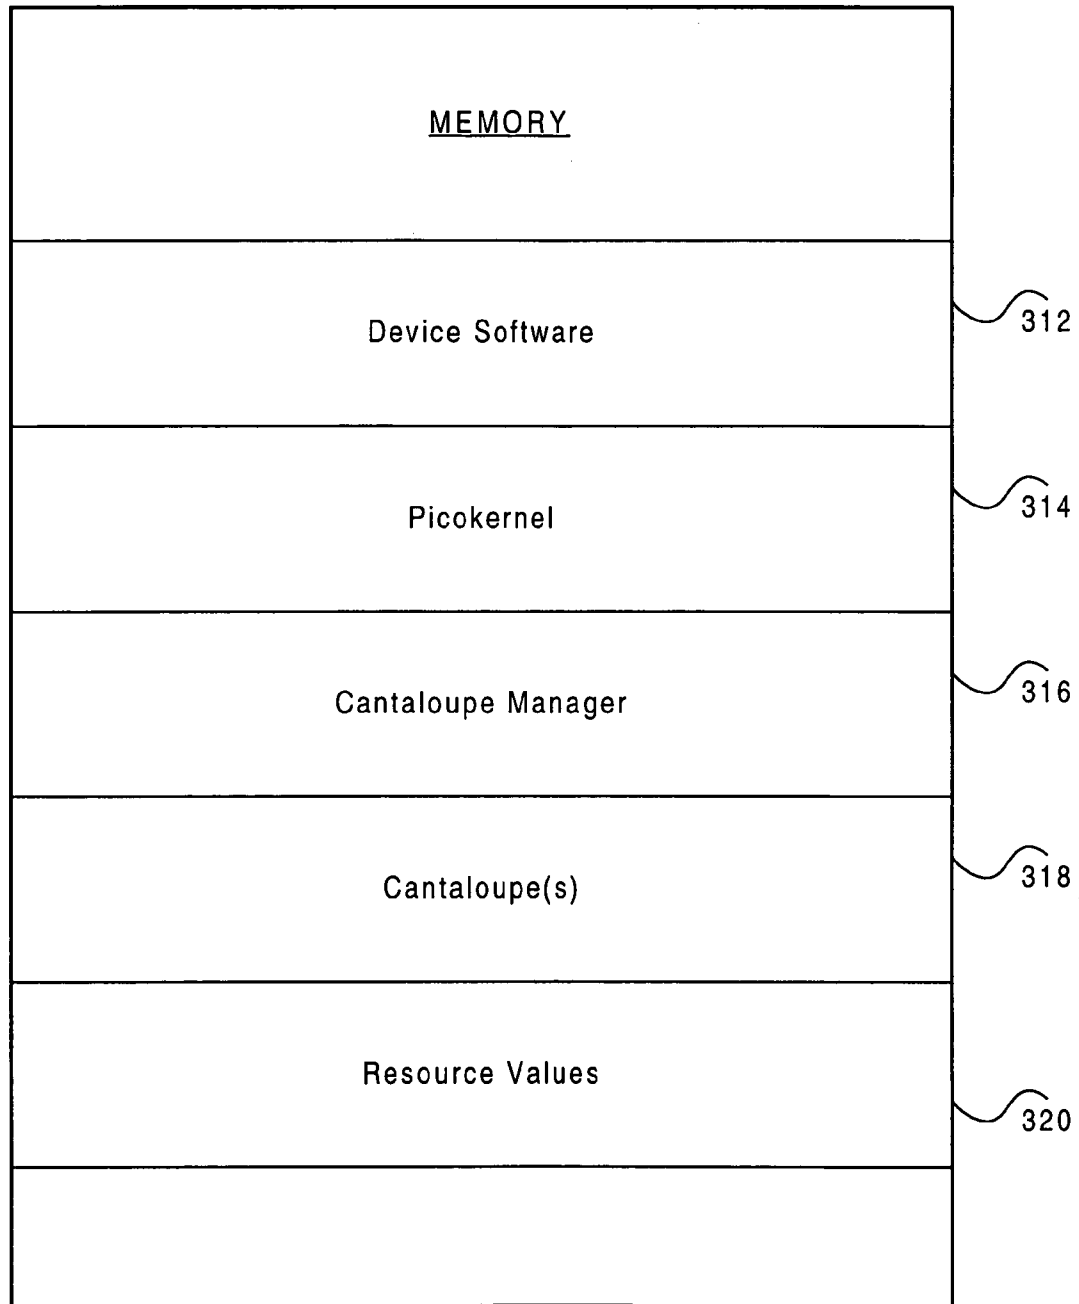 MEMORY
Device Software
312
Picokernel
314
Cantaloupe Manager
316
Cantaloupe(s)
318
Resource Values
320